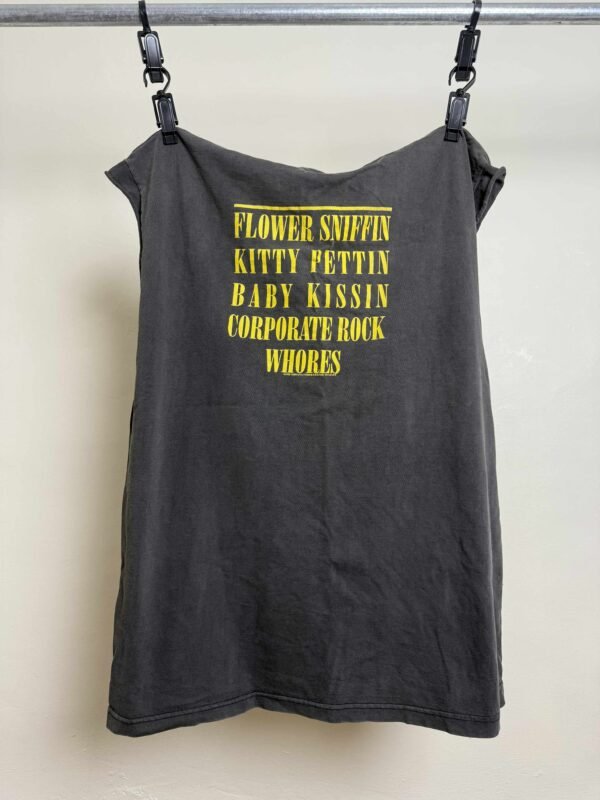 FLOWER SNIFFIN
KITTY PETTIN
BABY KISSIN
CORPORATE ROCK
WHORES